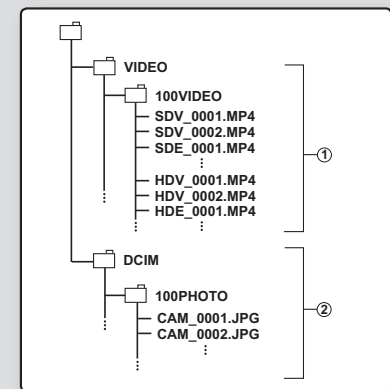 VIDEO
100VIDEO
SDV_0001.MP4
SDV_0002.MP4
SDE_0001.MP4
HDV_0001.MP4
HDV_0002.MP4
HDE_0001.MP4
①
DCIM
100PHOTO
CAM_0001.JPG
CAM_0002.JPG
②